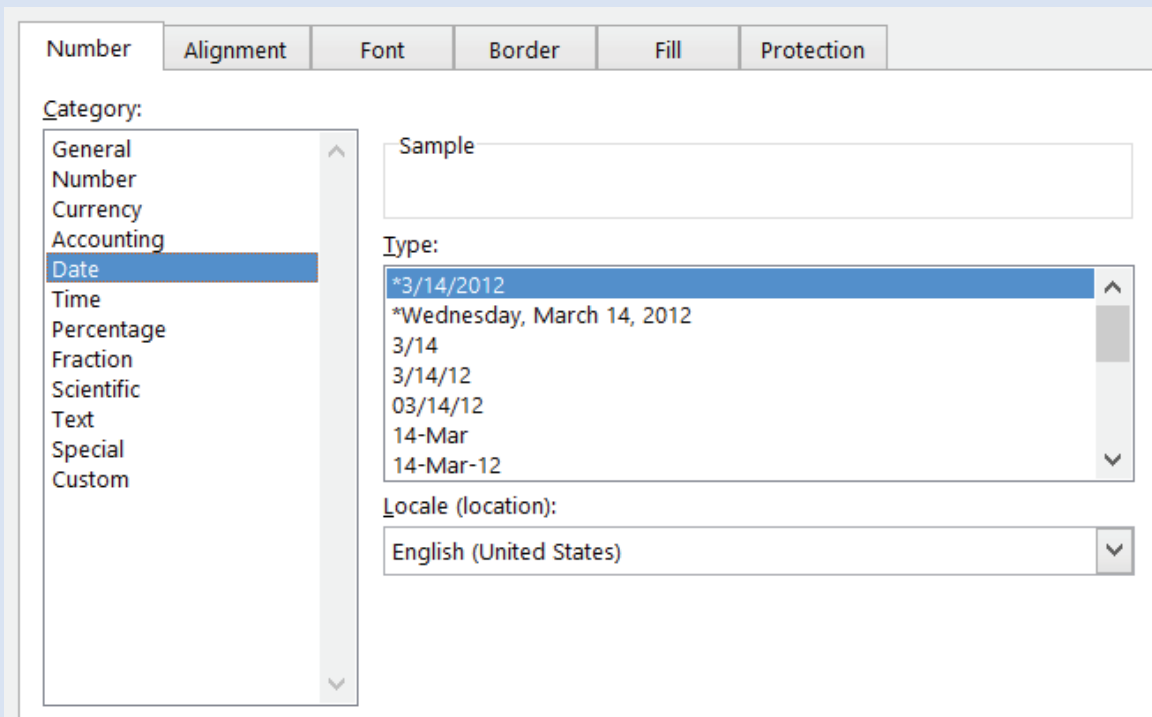 Number Alignment Font Border Fill Protection
Category:
General
Number
Currency
Accounting
Date
Time
Percentage
Fraction
Scientific
Text
Special
Custom
Sample
Type:
*3/14/2012
*Wednesday, March 14, 2012
3/14
3/14/12
03/14/12
14-Mar
14-Mar-12
Locale (location):
English (United States)